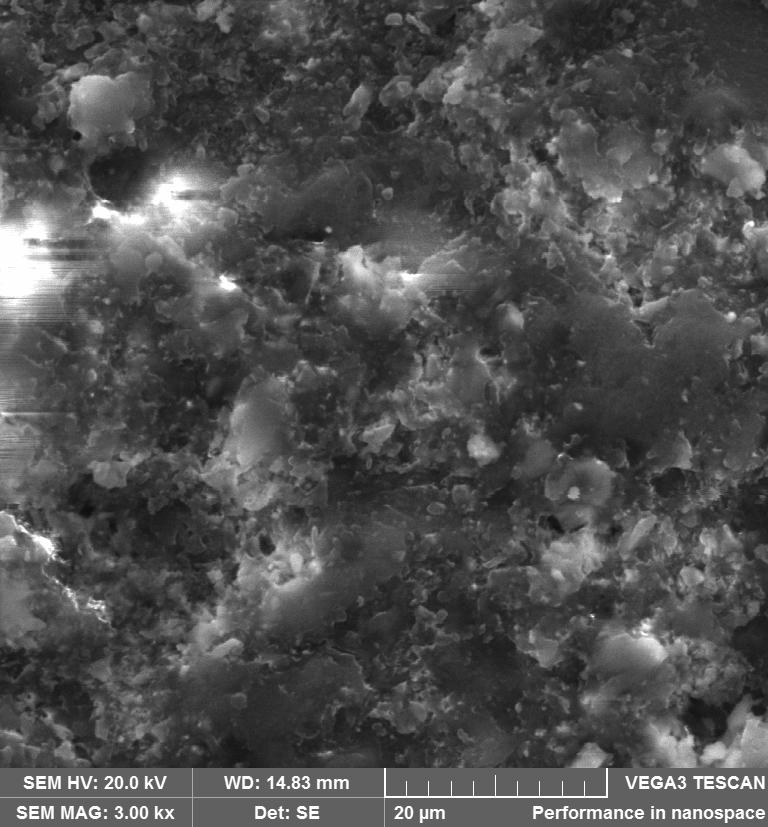 SEM HV: 20.0 kV
WD: 14.83 mm
VEGA3 TESCAN
SEM MAG: 3.00 kx
Det: SE
20 µm
Performance in nanospace